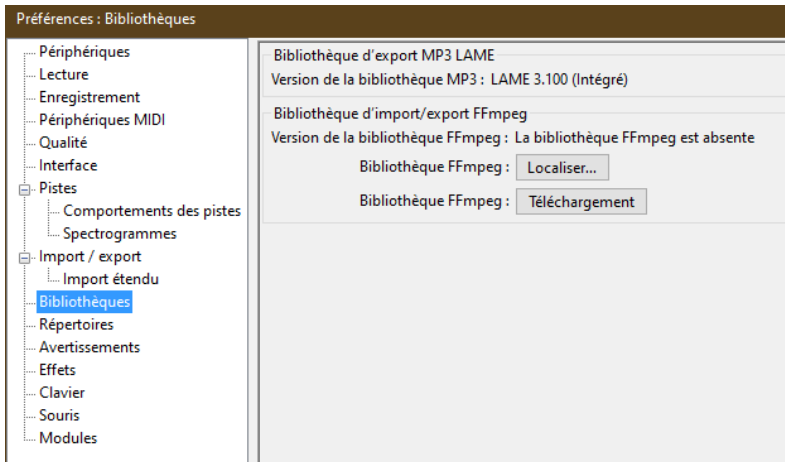 Préférences : Bibliothèques
Périphériques
Lecture
Enregistrement
Périphériques MIDI
Qualité
Interface
Pistes
Comportements des pistes
Spectrogrammes
Import / export
Import étendu
Bibliothèques
Répertoires
Avertissements
Effets
Clavier
Souris
Modules
Bibliothèque d'export MP3 LAME
Version de la bibliothèque MP3 : LAME 3.100 (Intégré)
Bibliothèque d'import/export FFmpeg
Version de la bibliothèque FFmpeg : La bibliothèque FFmpeg est absente
Bibliothèque FFmpeg : Localiser...
Bibliothèque FFmpeg : Téléchargement